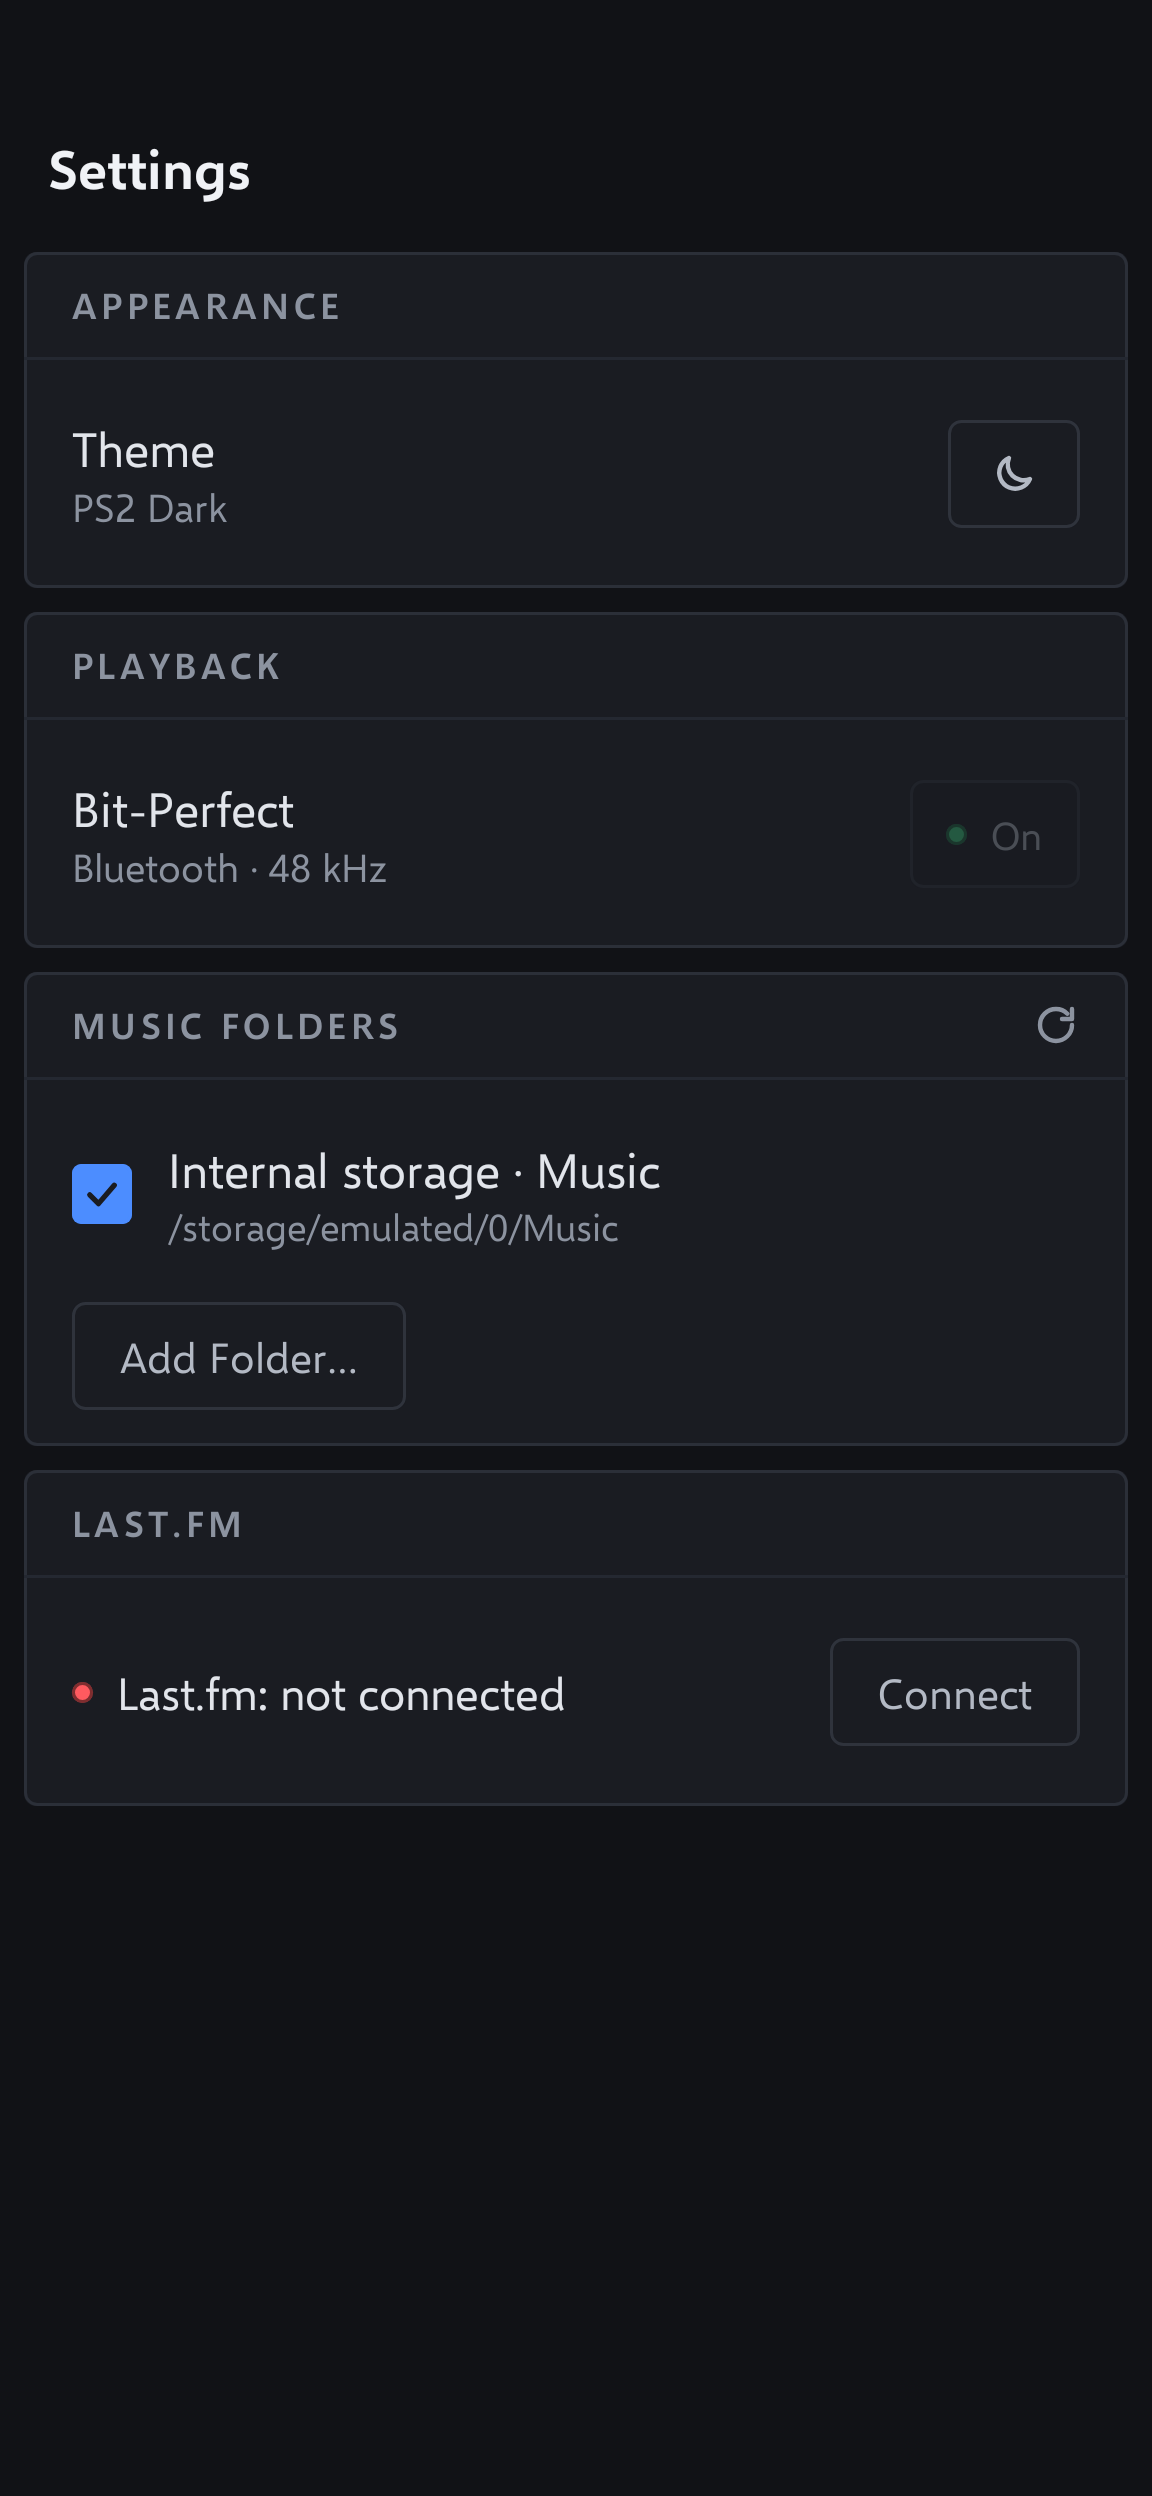 Settings
APPEARANCE
Theme
PS2 Dark
PLAYBACK
Bit-Perfect
Bluetooth · 48 kHz
On
MUSIC FOLDERS
Internal storage · Music
/storage/emulated/0/Music
Add Folder...
LAST.FM
Last.fm: not connected
Connect